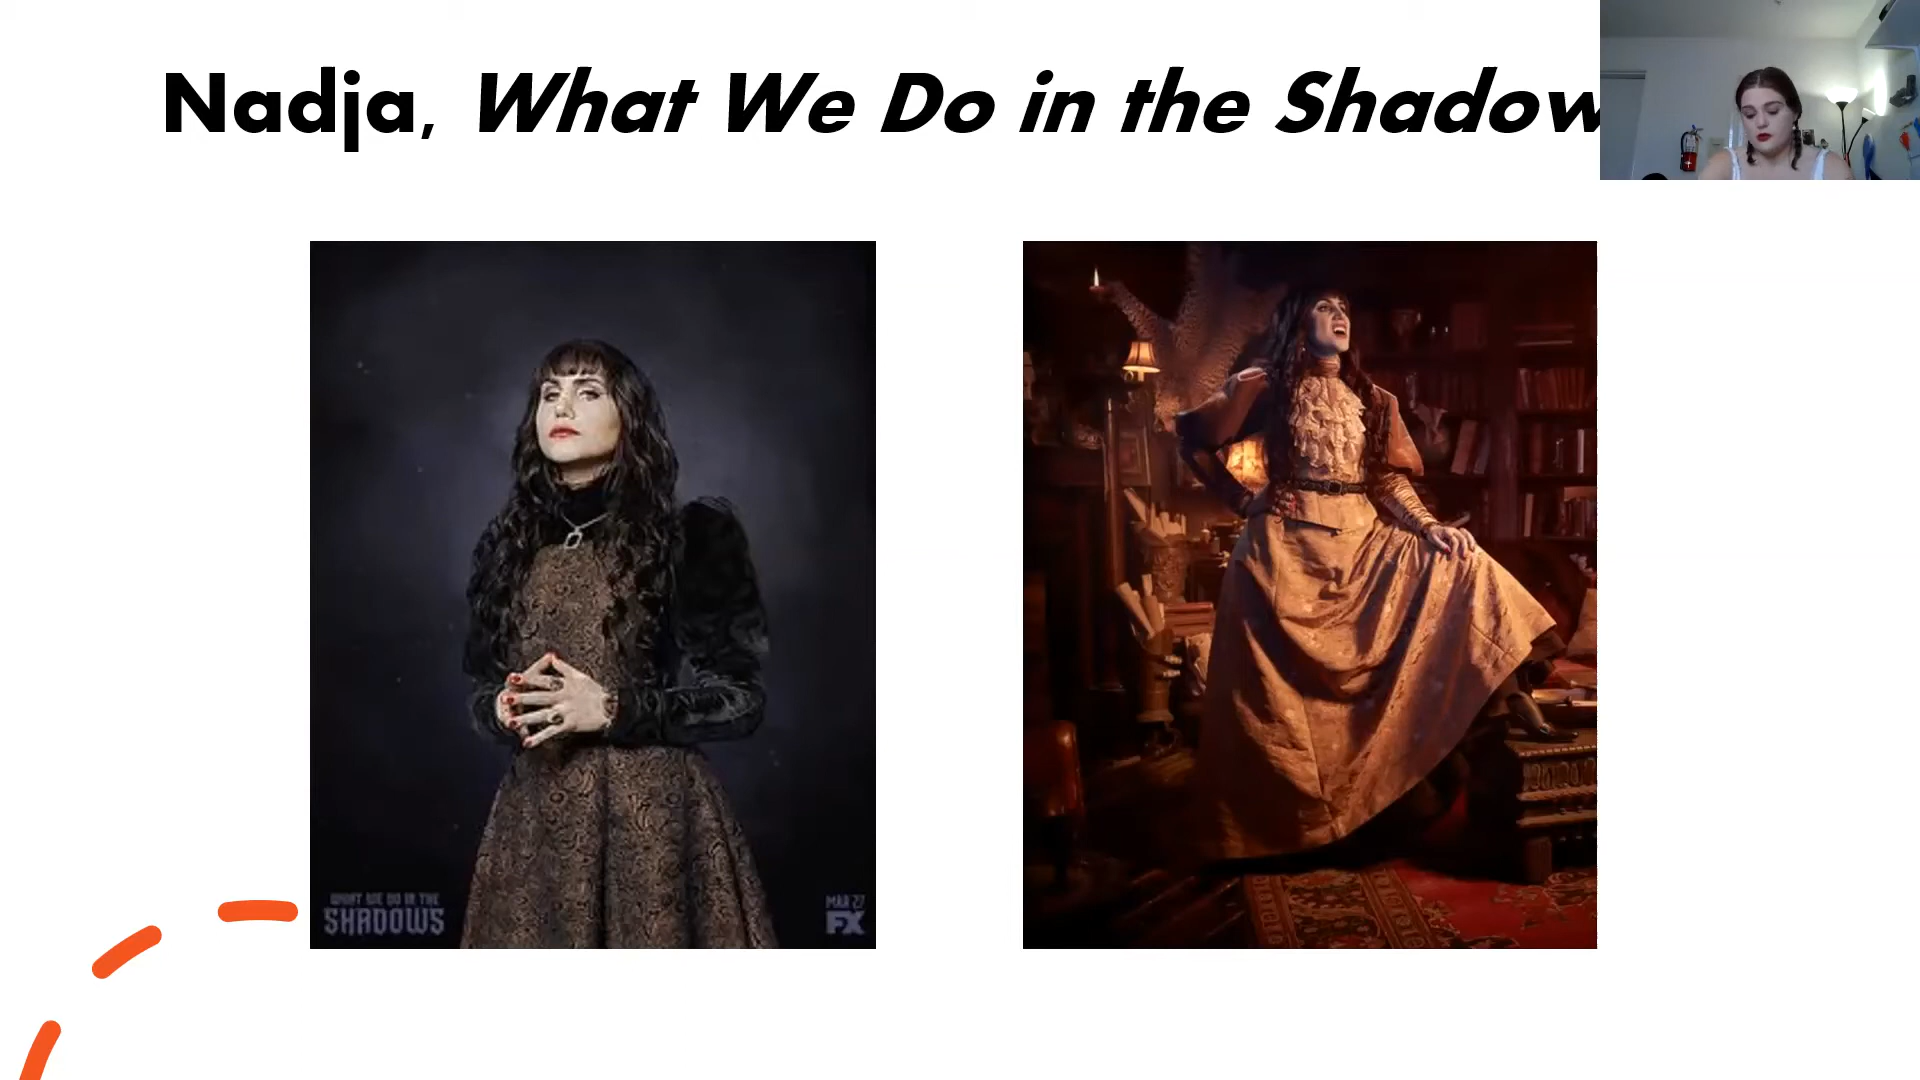 Nadja, What We Do in the Shadow
WHAT WE DO IN THE
SHADOWS
MAR 27
FX